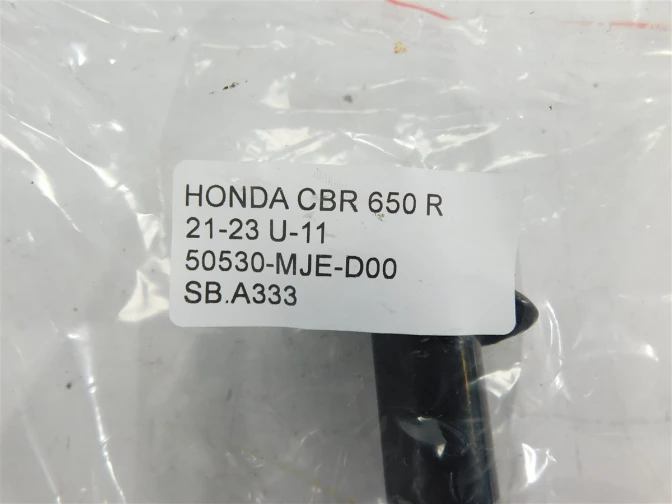 HONDA CBR 650 R
21-23 U-11
50530-MJE-D00
SB.A333